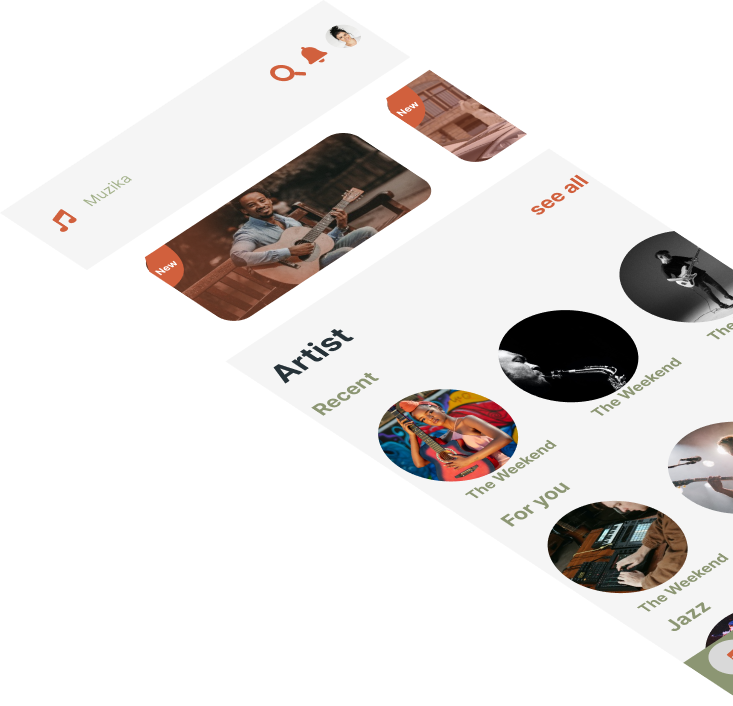 Muzika
New
New
see all
Artist
Recent
The Weekend
The Weekend
The
For you
The Weekend
Jazz